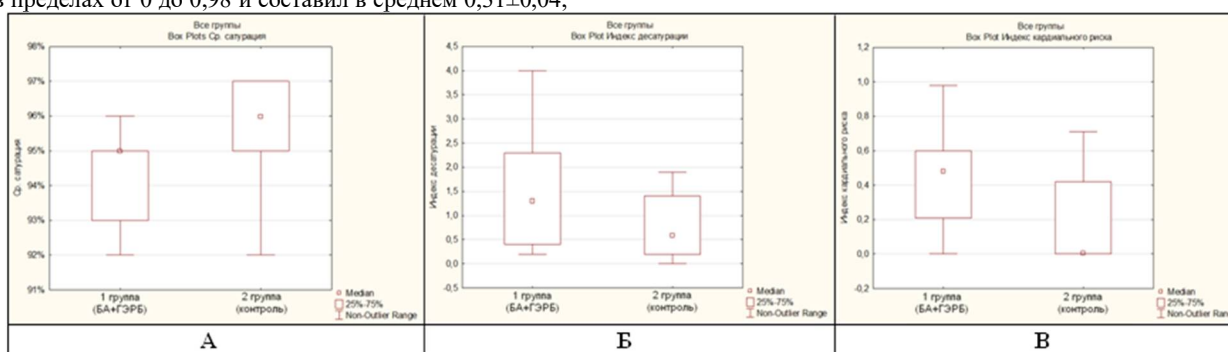 в пределах от 0 до 0,98 и составил в среднем 0,51±0,04,
Все группы
Box Plots Ср. сатурация
98%
97%
96%
95%
94%
93%
92%
91%
Ср. сатурация
1 группа
(БА+ГЭРБ)
2 группа
(контроль)
Median
25%-75%
Non-Outlier Range
А
Все группы
Box Plot Индекс десатурации
4,5
4,0
3,5
3,0
2,5
2,0
1,5
1,0
0,5
0,0
-0,5
Индекс десатурации
1 группа
(БА+ГЭРБ)
2 группа
(контроль)
Median
25%-75%
Non-Outlier Range
Б
Все группы
Box Plot Индекс кардиального риска
1,2
1,0
0,8
0,6
0,4
0,2
0,0
-0,2
Индекс кардиального риска
1 группа
(БА+ГЭРБ)
2 группа
(контроль)
Median
25%-75%
Non-Outlier Range
В